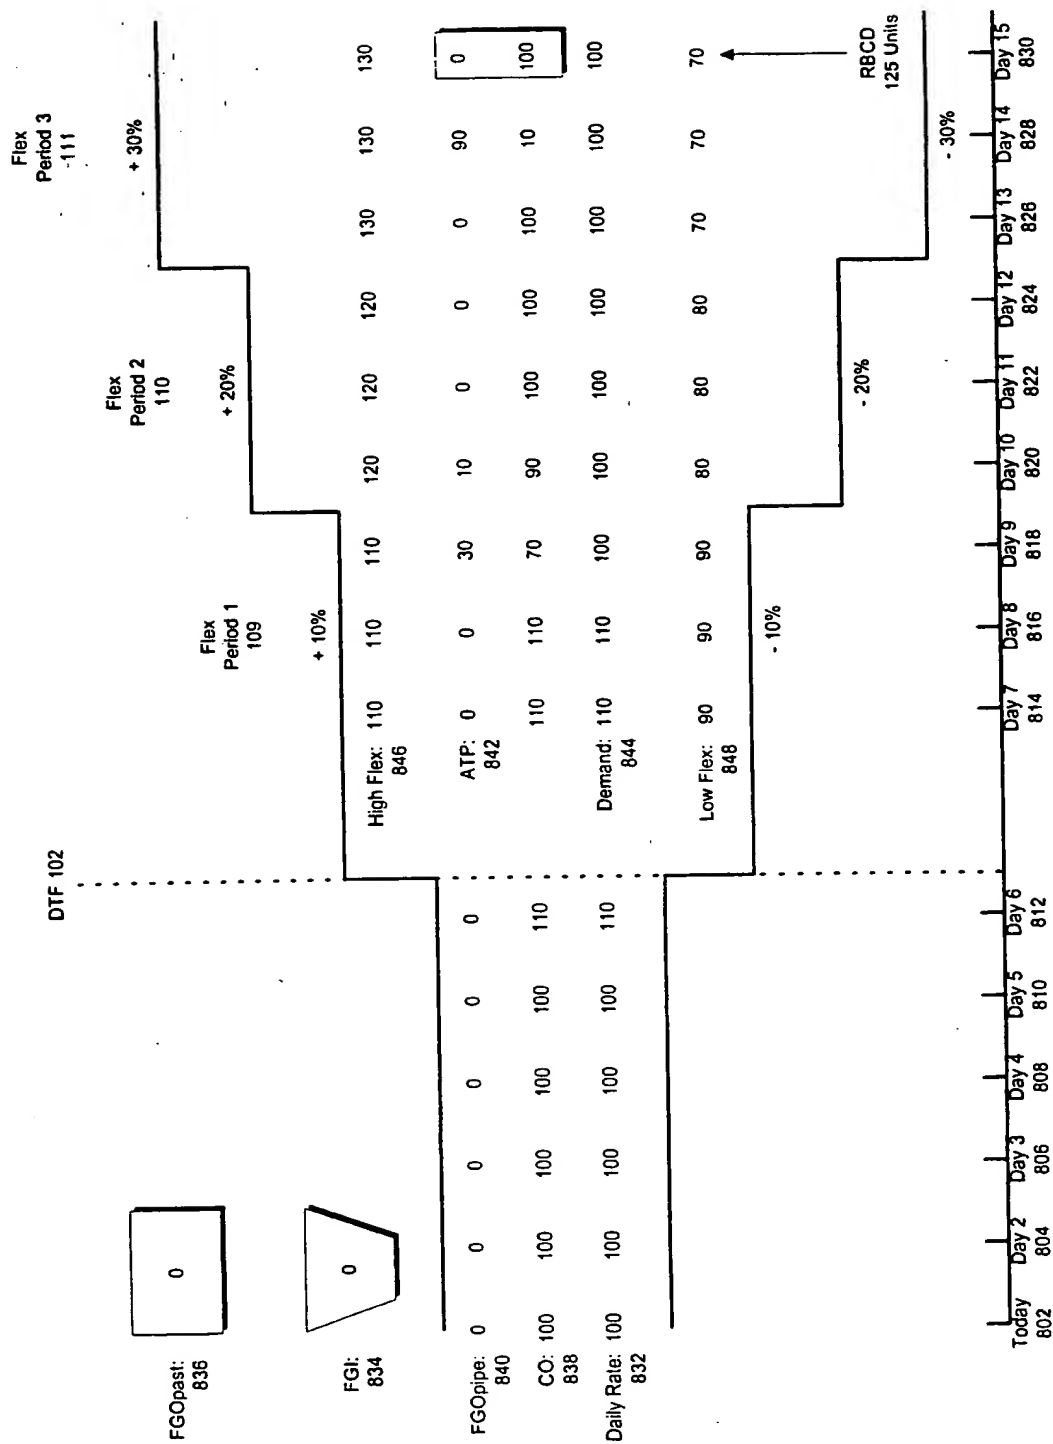 Flex
Period 3
111
+ 30%
Flex
Period 2
110
+ 20%
Flex
Period 1
109
+ 10%
DTF 102
FGOpast:
836
0
FGI:
834
0
High Flex: 110 110 110 120 120 120 130 130 130
846
FGOpipe: 0 0 0 0 0 0
840
ATP: 0 0 30 10 0 0 0 90 0
842
CO: 100 100 100 100 100 110 110 110 70 90 100 100 100 10 100
838
Daily Rate: 100 100 100 100 100 110
832
Demand: 110 110 100 100 100 100 100 100 100
844
Low Flex: 90 90 90 80 80 80 70 70 70
848
- 10%
- 20%
- 30%
RBCD
125 Units
Today Day 2 Day 3 Day 4 Day 5 Day 6 Day 7 Day 8 Day 9 Day 10 Day 11 Day 12 Day 13 Day 14 Day 15
802 804 806 808 810 812 814 816 818 820 822 824 826 828 830